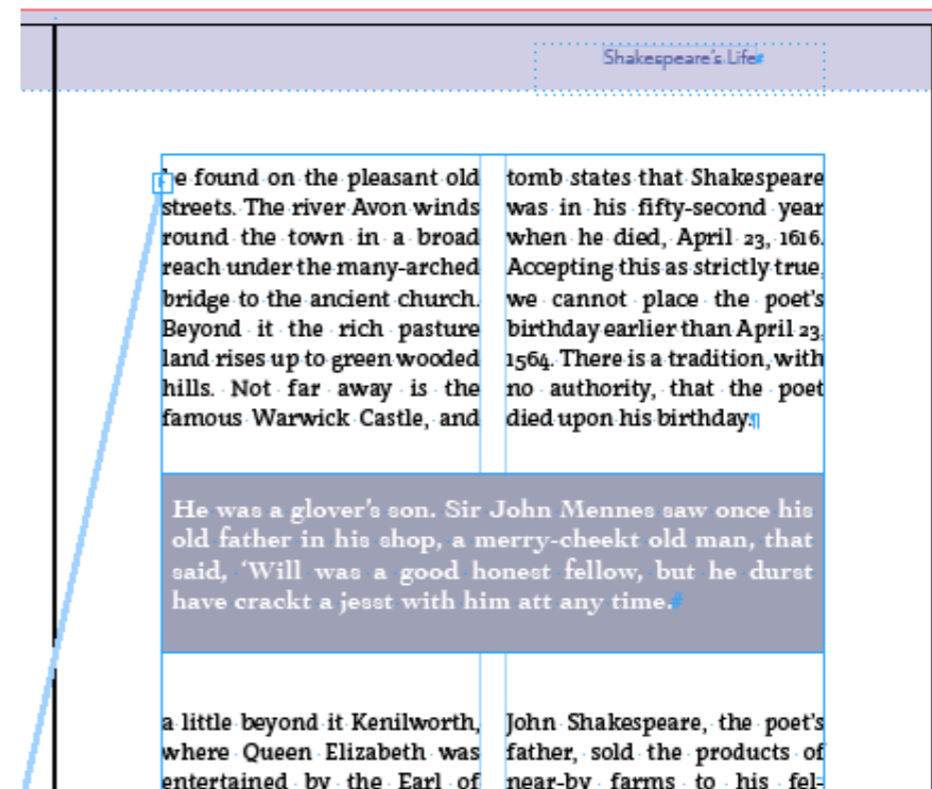 Shakespeare's Life
be found on the pleasant old
streets. The river Avon winds
round the town in a broad
reach under the many-arched
bridge to the ancient church.
Beyond it the rich pasture
land rises up to green wooded
hills. Not far away is the
famous Warwick Castle, and
tomb states that Shakespeare
was in his fifty-second year
when he died, April 23, 1616.
Accepting this as strictly true,
we cannot place the poet's
birthday earlier than April 23,
1564. There is a tradition, with
no authority, that the poet
died upon his birthday.
He was a glover's son. Sir John Mennes saw once his
old father in his shop, a merry-cheekt old man, that
said, ‘Will was a good honest fellow, but he durst
have crackt a jesst with him att any time.
a little beyond it Kenilworth,
where Queen Elizabeth was
entertained by the Earl of
John Shakespeare, the poet's
father, sold the products of
near-by farms to his fel-